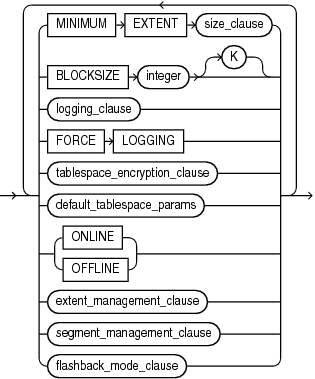 MINIMUM EXTENT size_clause
K
BLOCKSIZE integer
logging_clause
FORCE LOGGING
tablespace_encryption_clause
default_tablespace_params
ONLINE
OFFLINE
extent_management_clause
segment_management_clause
flashback_mode_clause